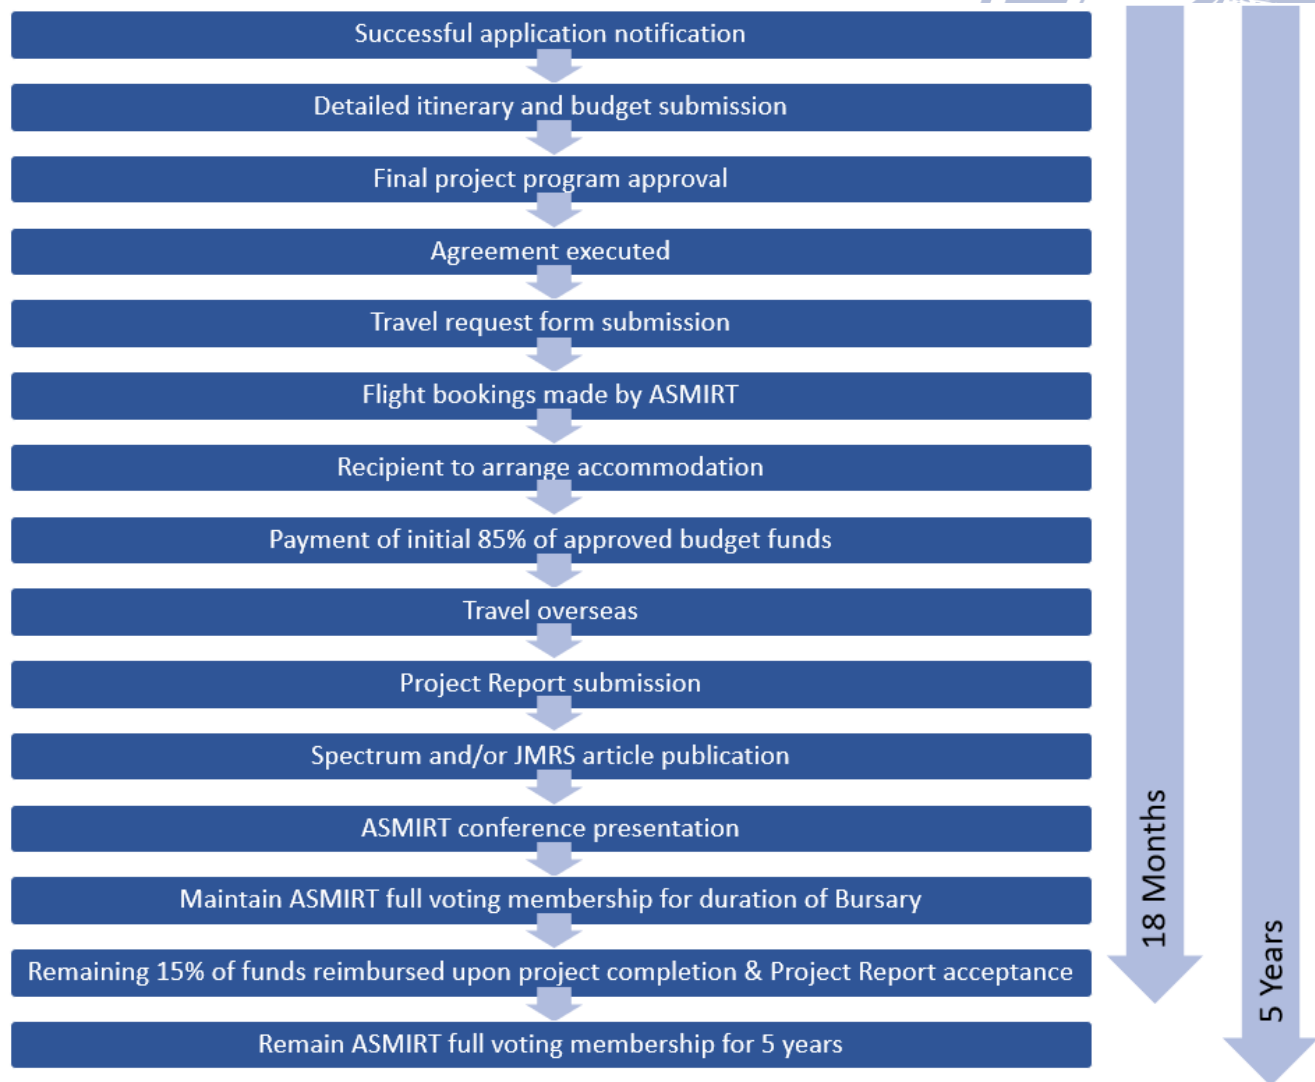 Successful application notification
Detailed itinerary and budget submission
Final project program approval
Agreement executed
Travel request form submission
Flight bookings made by ASMIRT
Recipient to arrange accommodation
Payment of initial 85% of approved budget funds
Travel overseas
Project Report submission
Spectrum and/or JMRS article publication
ASMIRT conference presentation
Maintain ASMIRT full voting membership for duration of Bursary
Remaining 15% of funds reimbursed upon project completion & Project Report acceptance
Remain ASMIRT full voting membership for 5 years
18 Months
5 Years